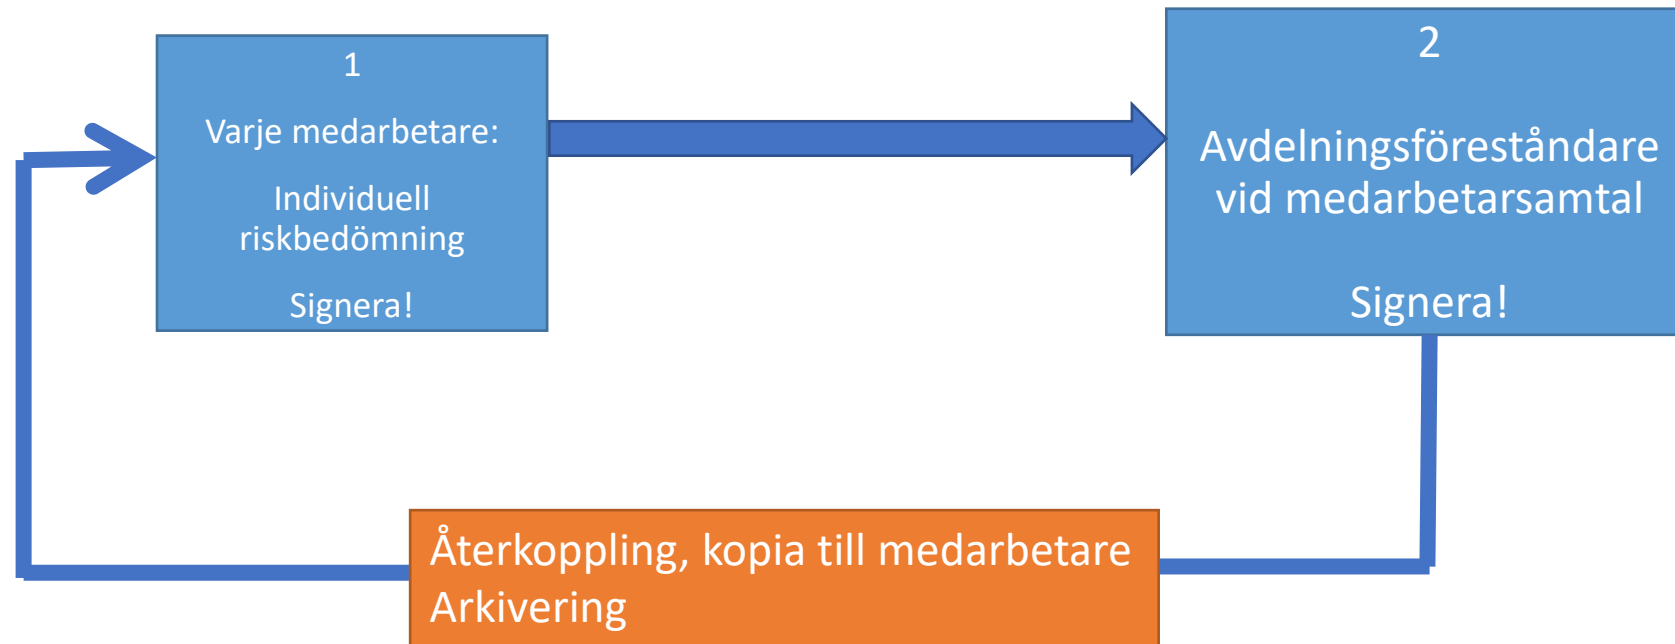 1
Varje medarbetare:
Individuell
riskbedömning
Signera!
2
Avdelningsföreståndare
vid medarbetarsamtal
Signera!
Återkoppling, kopia till medarbetare
Arkivering